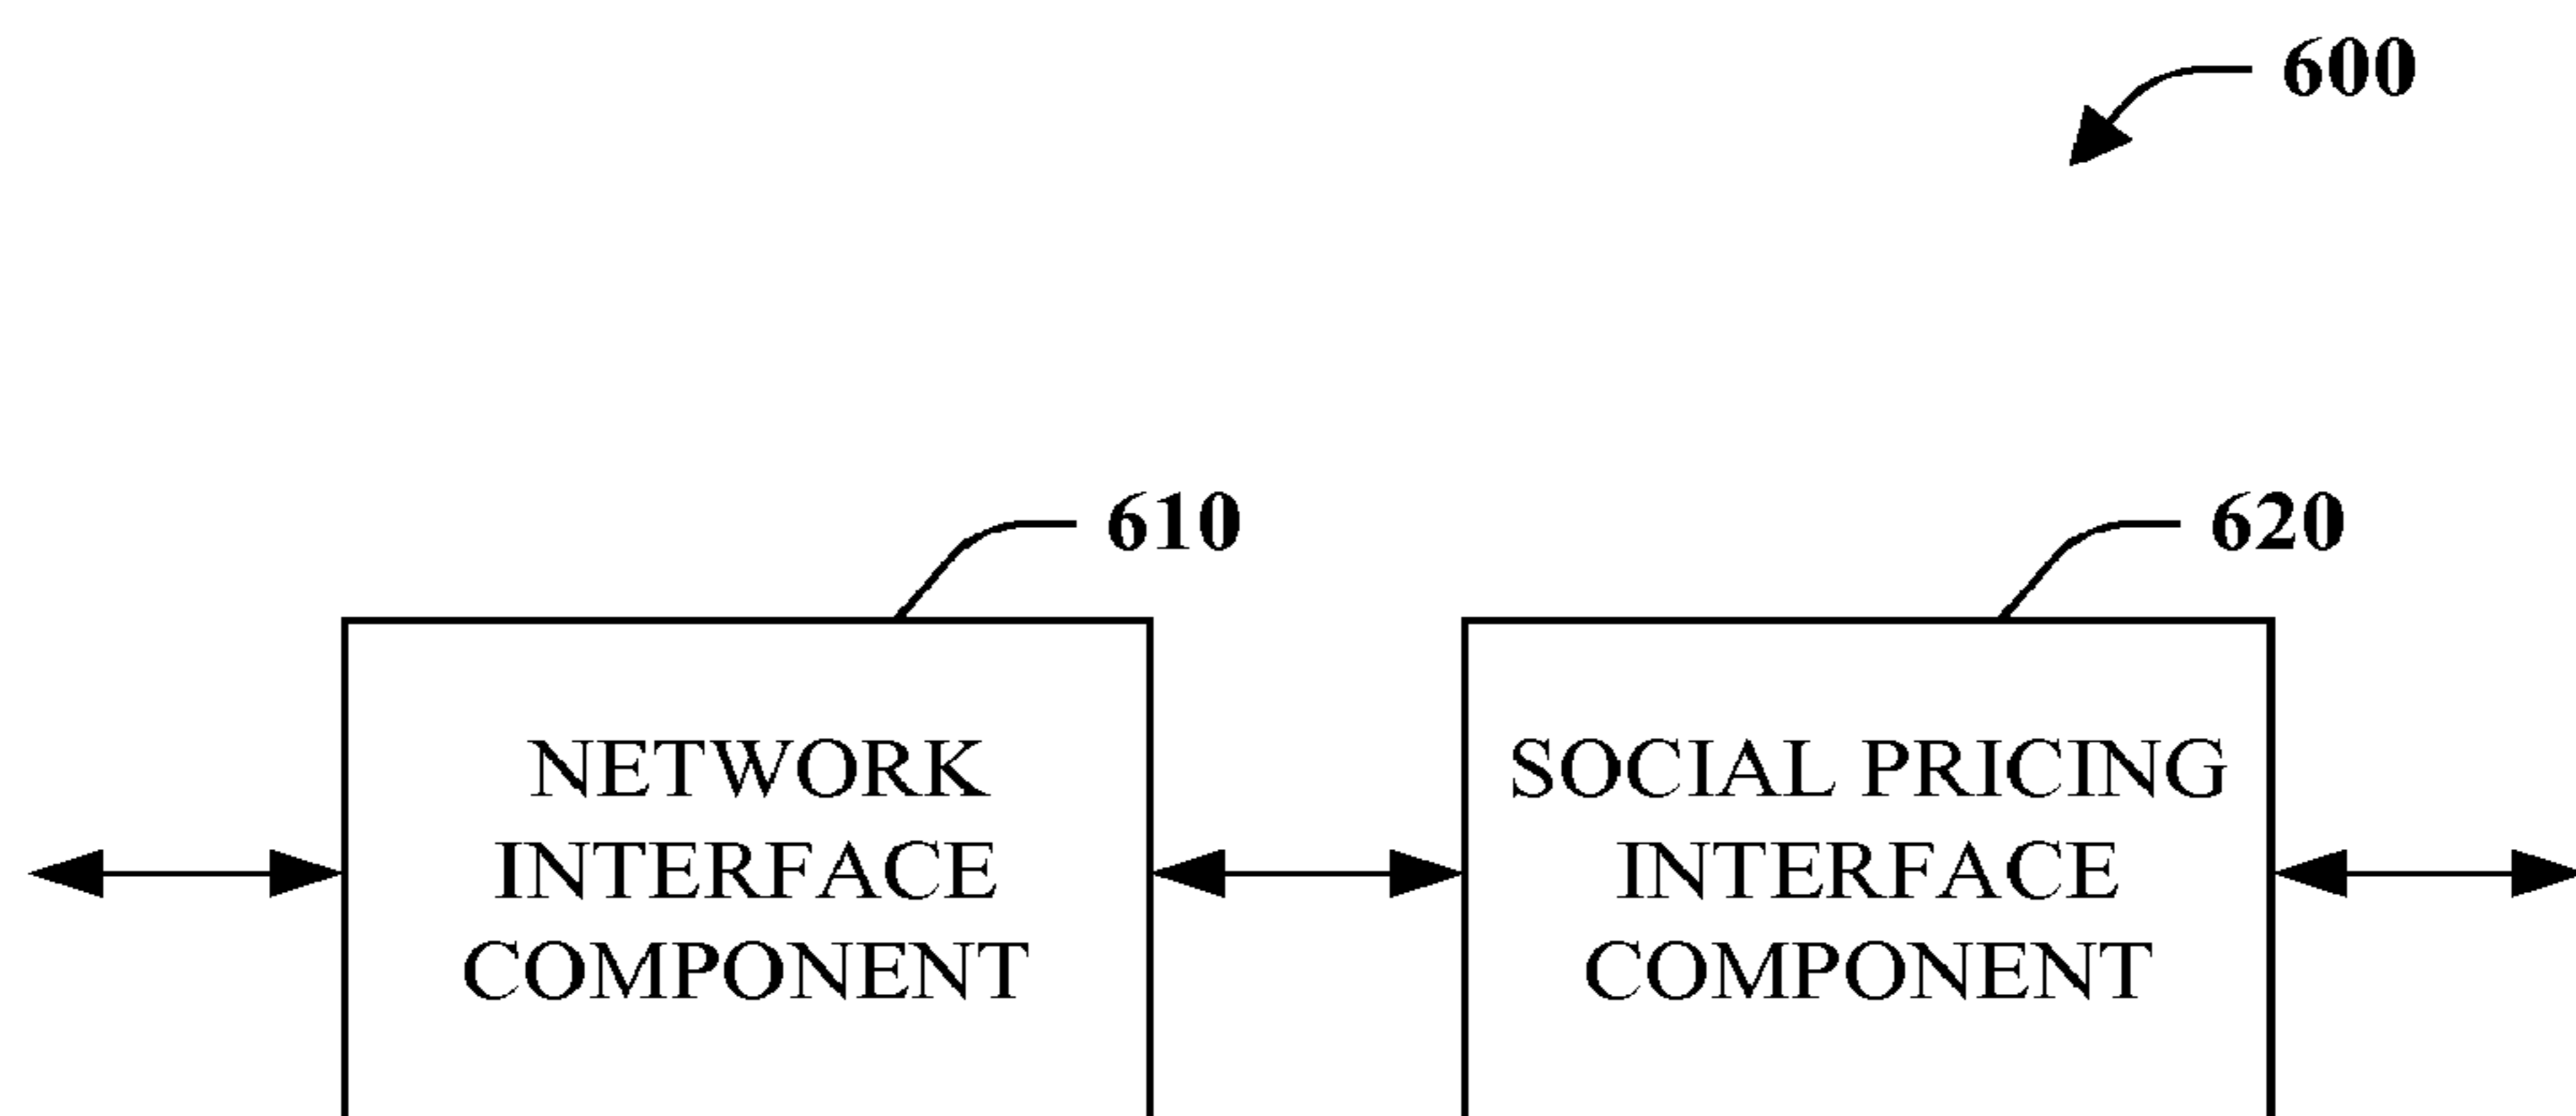 600
610
620
NETWORK
INTERFACE
COMPONENT
SOCIAL PRICING
INTERFACE
COMPONENT